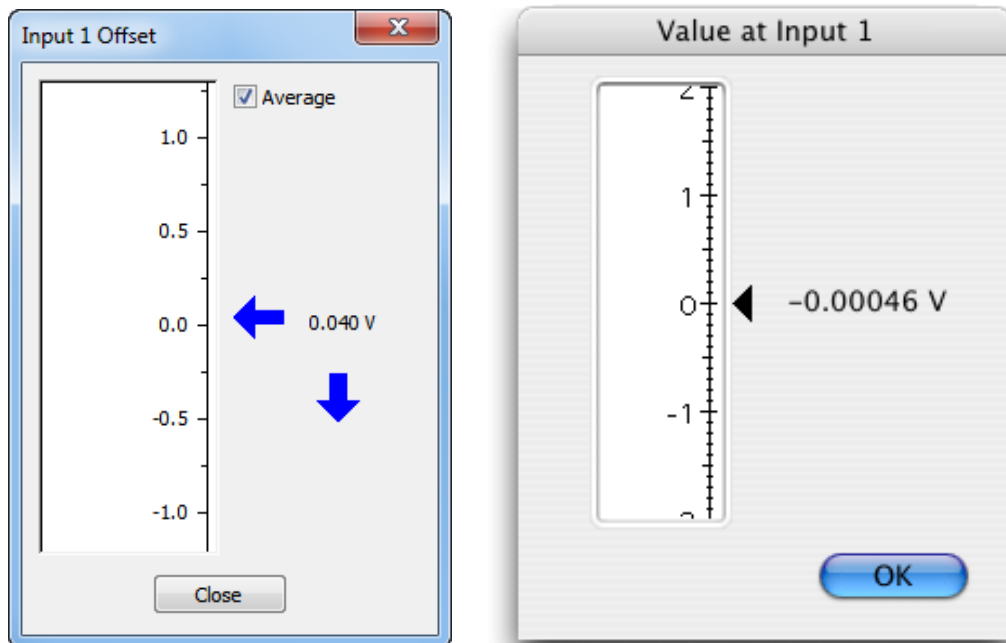 Input 1 Offset
Average
1.0
0.5
0.0
0.040 V
-0.5
-1.0
Close
Value at Input 1
1
0
-0.00046 V
-1
OK